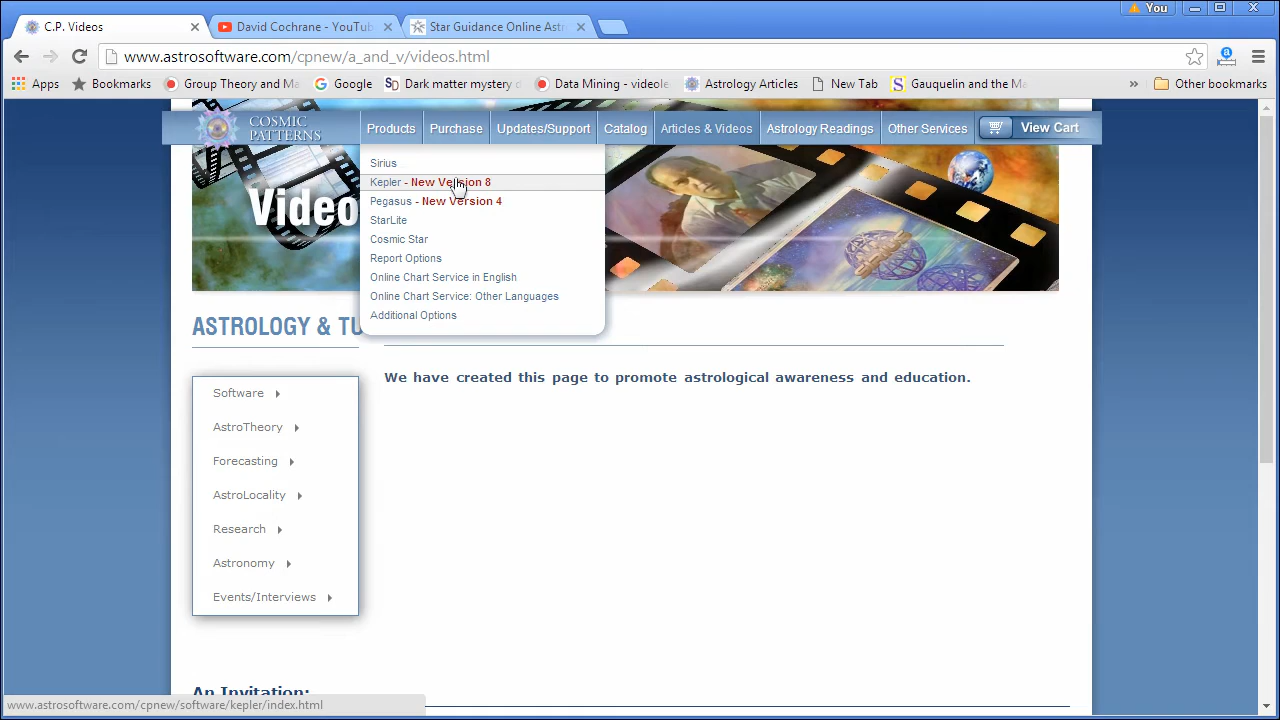 You
C.P. Videos
David Cochrane - YouTub
Star Guidance Online Astr
www.astrosoftware.com/cpnew/a_and_v/videos.html
Apps
Bookmarks
Group Theory and Ma
Google
Dark matter mystery d
Data Mining - videole
Astrology Articles
New Tab
Gauquelin and the Ma
»
Other bookmarks
COSMIC
PATTERNS
Products
Purchase
Updates/Support
Catalog
Articles & Videos
Astrology Readings
Other Services
View Cart
Sirius
Kepler - New Version 8
Pegasus - New Version 4
StarLite
Cosmic Star
Report Options
Online Chart Service in English
Online Chart Service: Other Languages
Additional Options
Video
ASTROLOGY & TU
We have created this page to promote astrological awareness and education.
Software
AstroTheory
Forecasting
AstroLocality
Research
Astronomy
Events/Interviews
An Invitation:
www.astrosoftware.com/cpnew/software/kepler/index.html